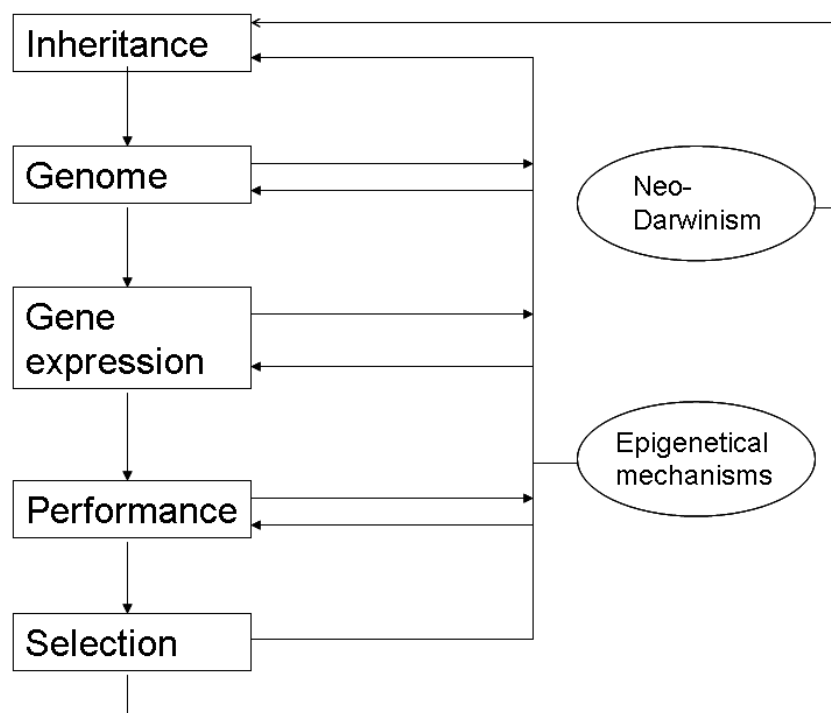 Inheritance
Genome
Neo-
Darwinism
Gene
expression
Epigenetical
mechanisms
Performance
Selection